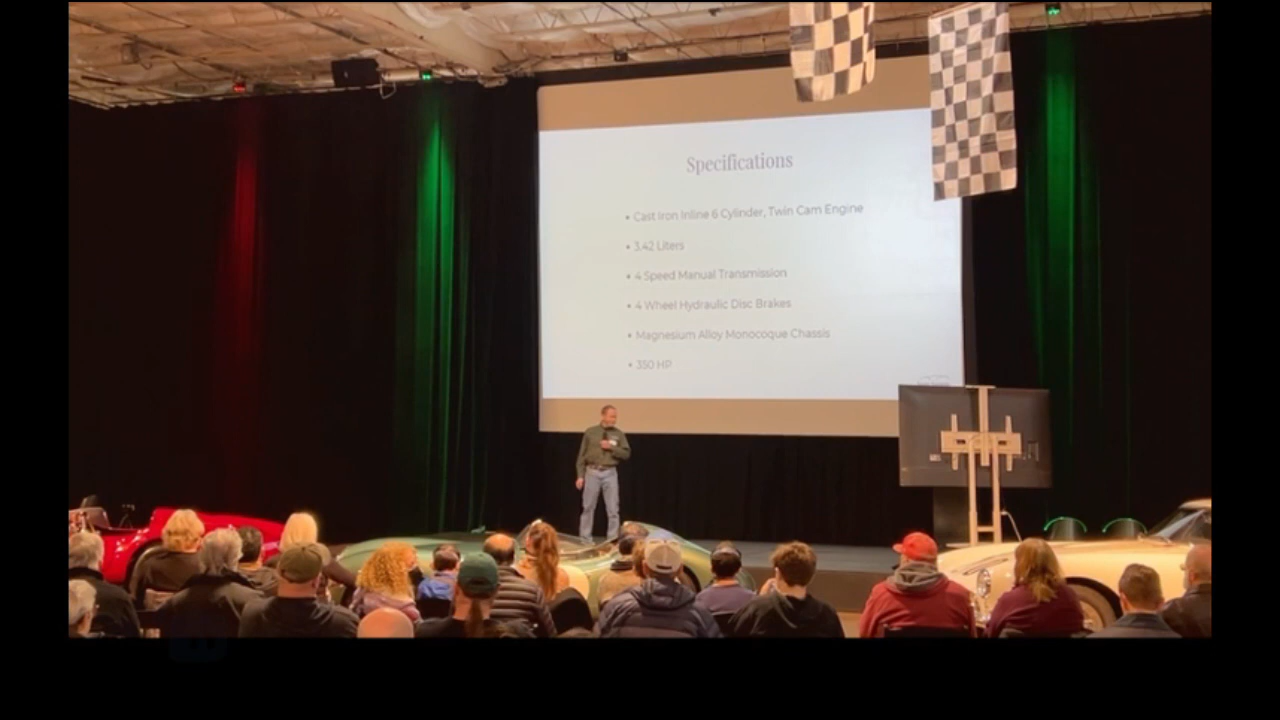 Specifications
• Cast Iron Inline 6 Cylinder, Twin Cam Engine
• 3.42 Liters
• 4 Speed Manual Transmission
• 4 Wheel Hydraulic Disc Brakes
• Magnesium Alloy Monocoque Chassis
• 350 HP